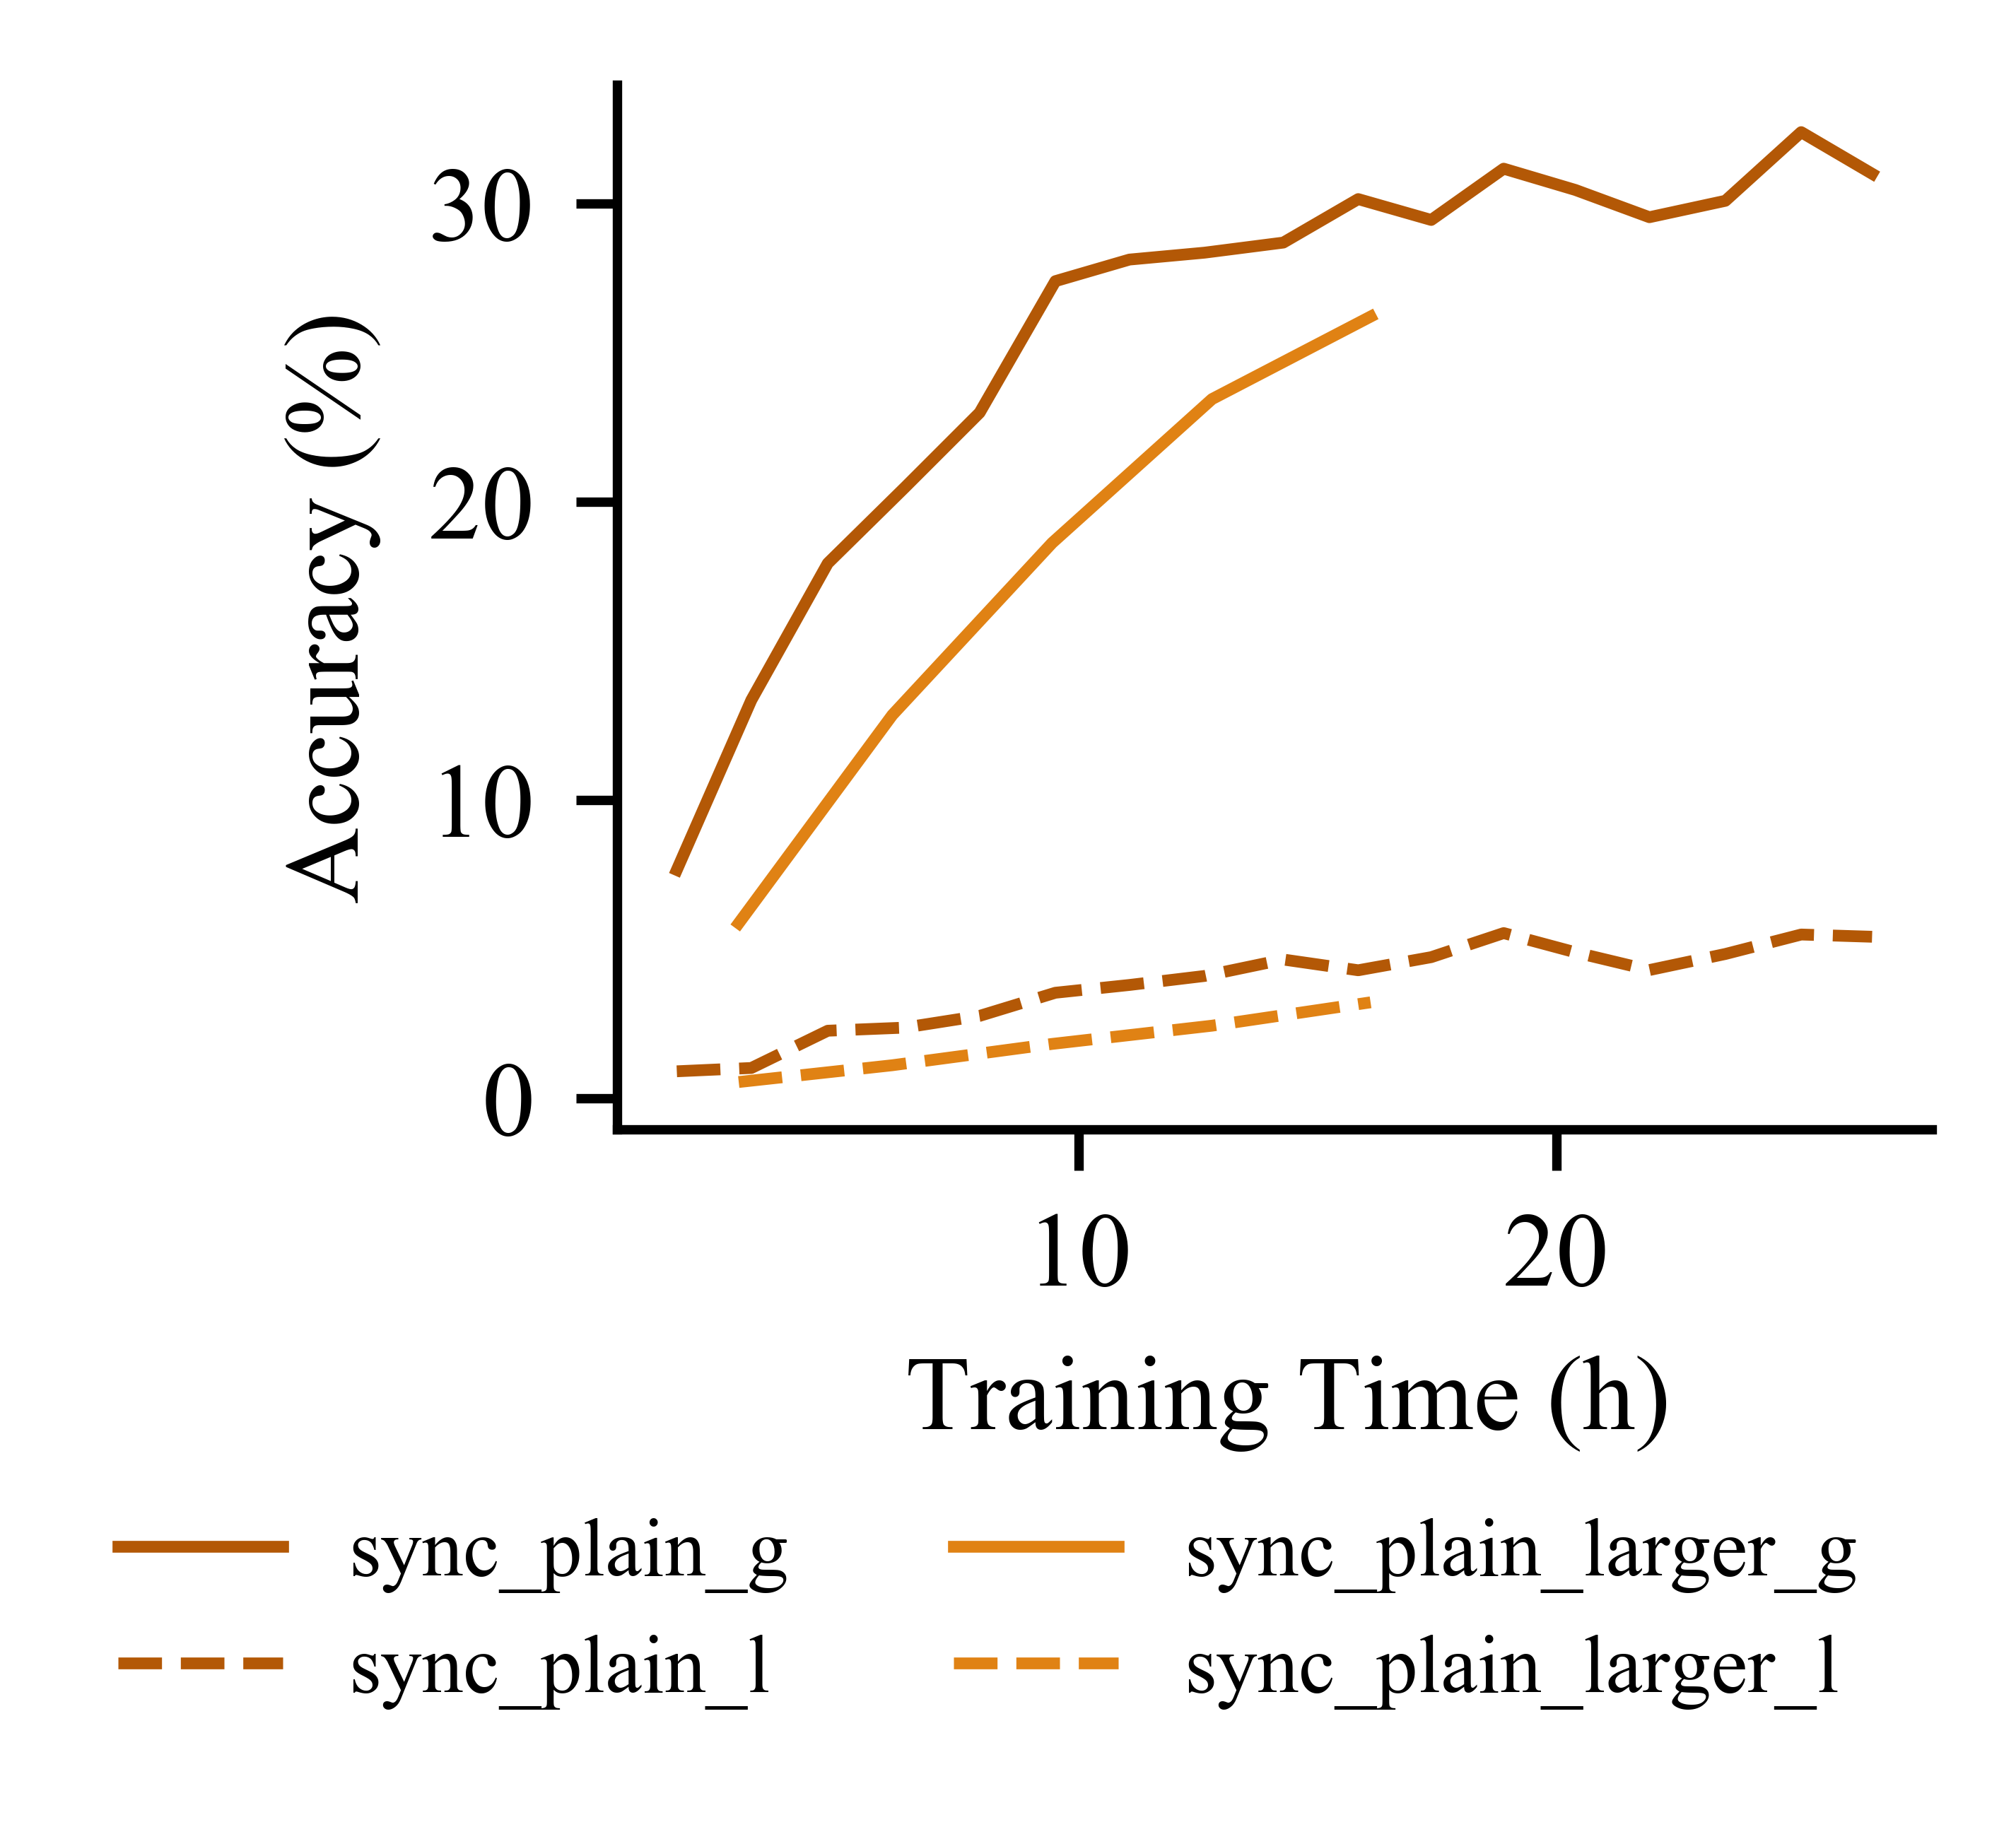 Accuracy (%)
30
20
10
0
10 20
Training Time (h)
sync_plain_g sync_plain_larger_g
sync_plain_l sync_plain_larger_l